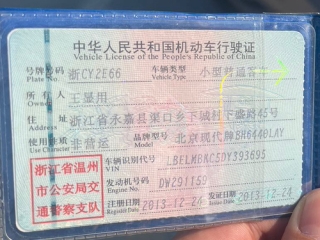 中华人民共和国机动车行驶证
Vehicle License of the People's Republic of China
号牌号码 浙CY2E66 车辆类型 小型普通客
Plate No. Vehicle Type
所有人 王显用
Owner
住址 浙江省永嘉县渠口乡下嵊村下盛路45号
Address
使用性质 非营运 品牌型号 北京现代牌BH6440LAY
Use Character Model
浙江省温州 车辆识别代号 LBELMBKC5DY393695
VIN
市公安局交 发动机号码 DW291159
Engine No.
通警察支队 注册日期 2013-12-24 发证日期 2013-12-24
Register Date Issue Date